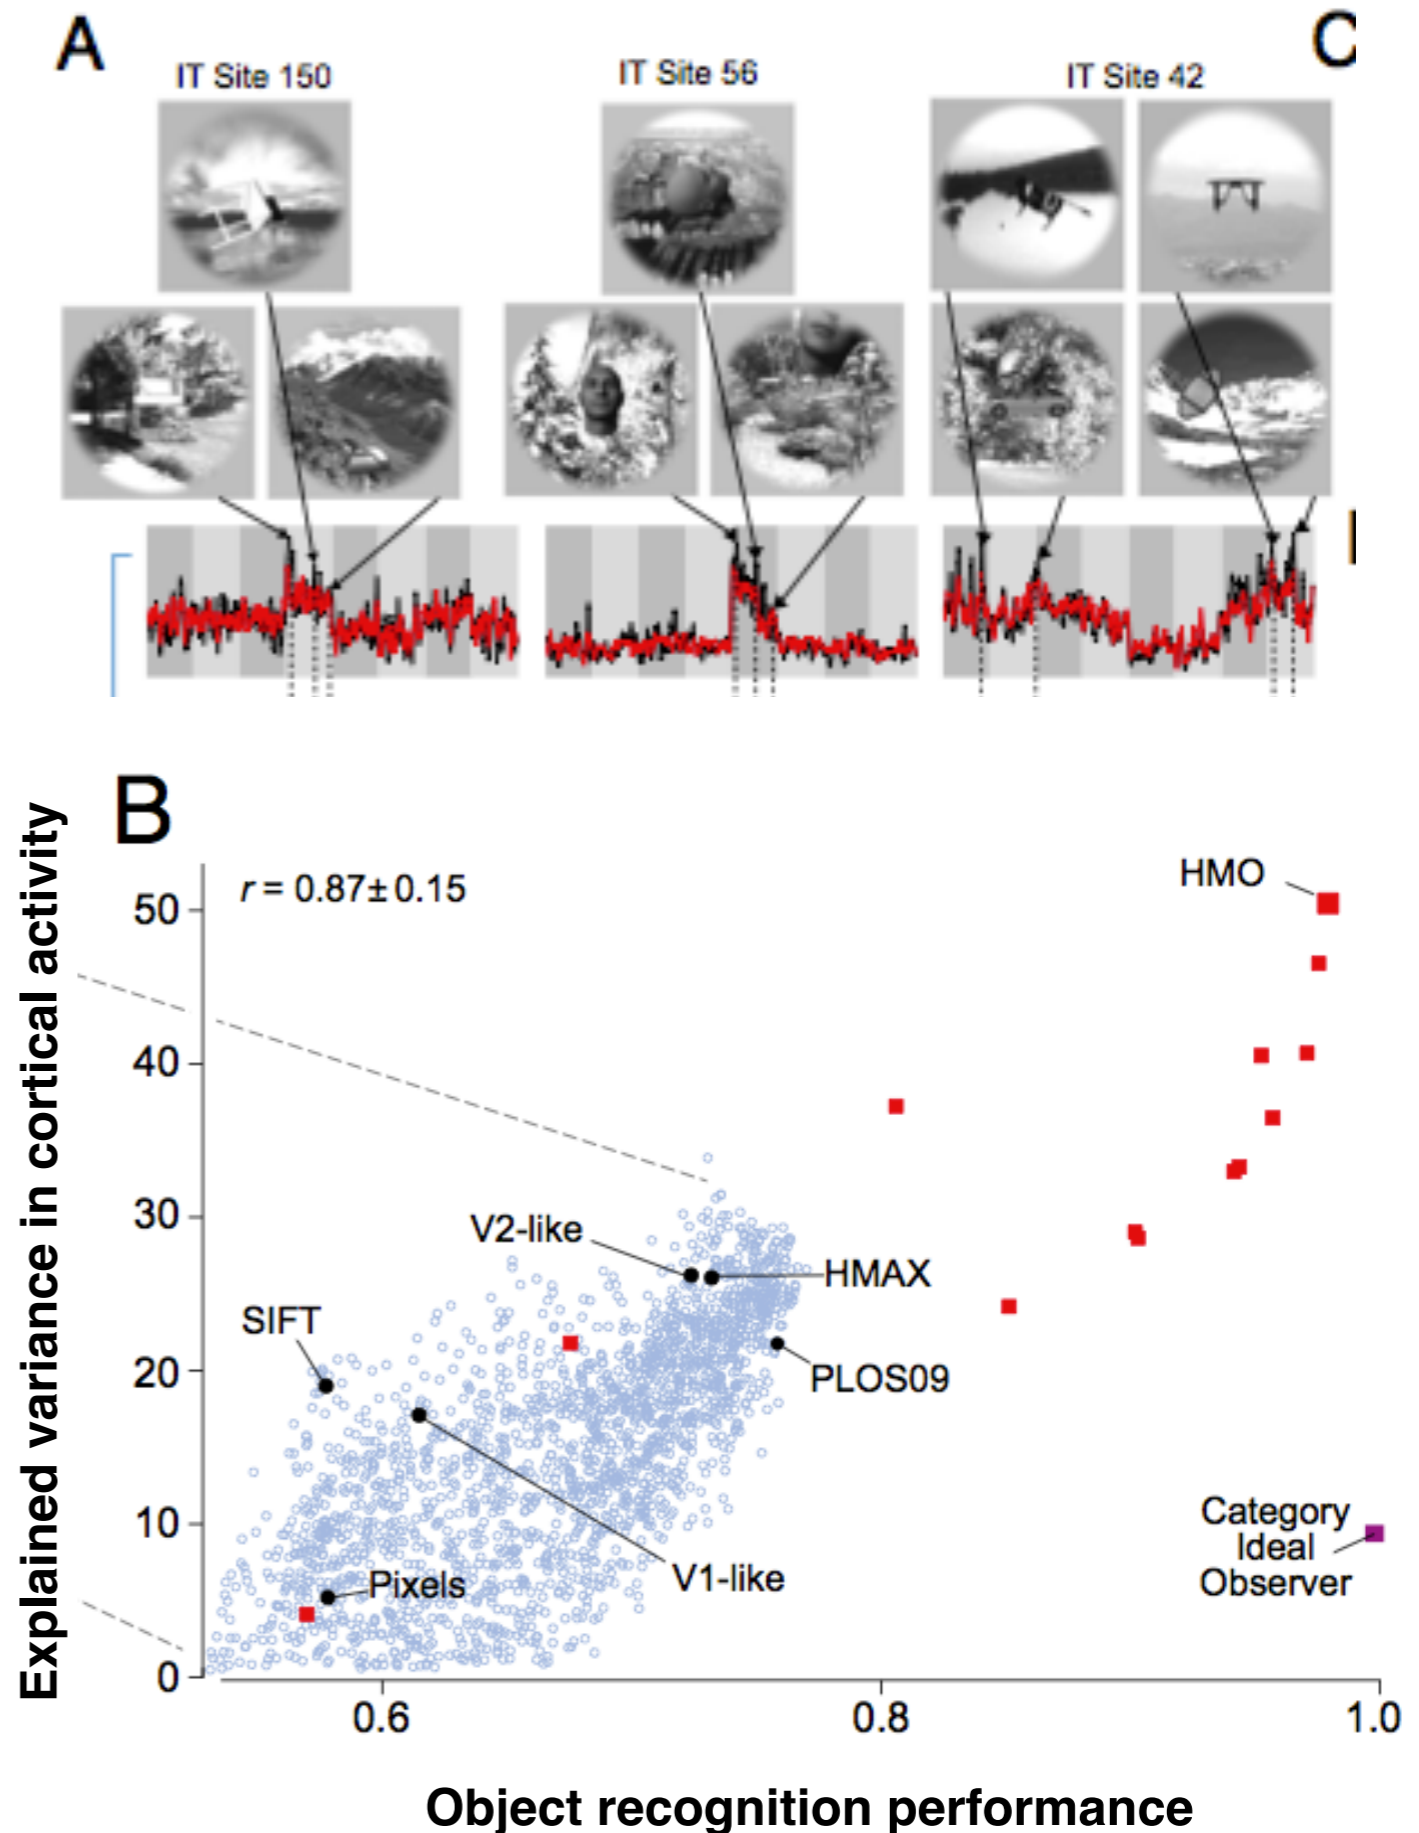 A
C
IT Site 150
IT Site 56
IT Site 42
B
Explained variance in cortical activity
r = 0.87± 0.15
50
40
30
20
10
0
HMO
V2-like
HMAX
SIFT
PLOS09
Category
Ideal
Observer
Pixels
V1-like
0.6
0.8
1.0
Object recognition performance